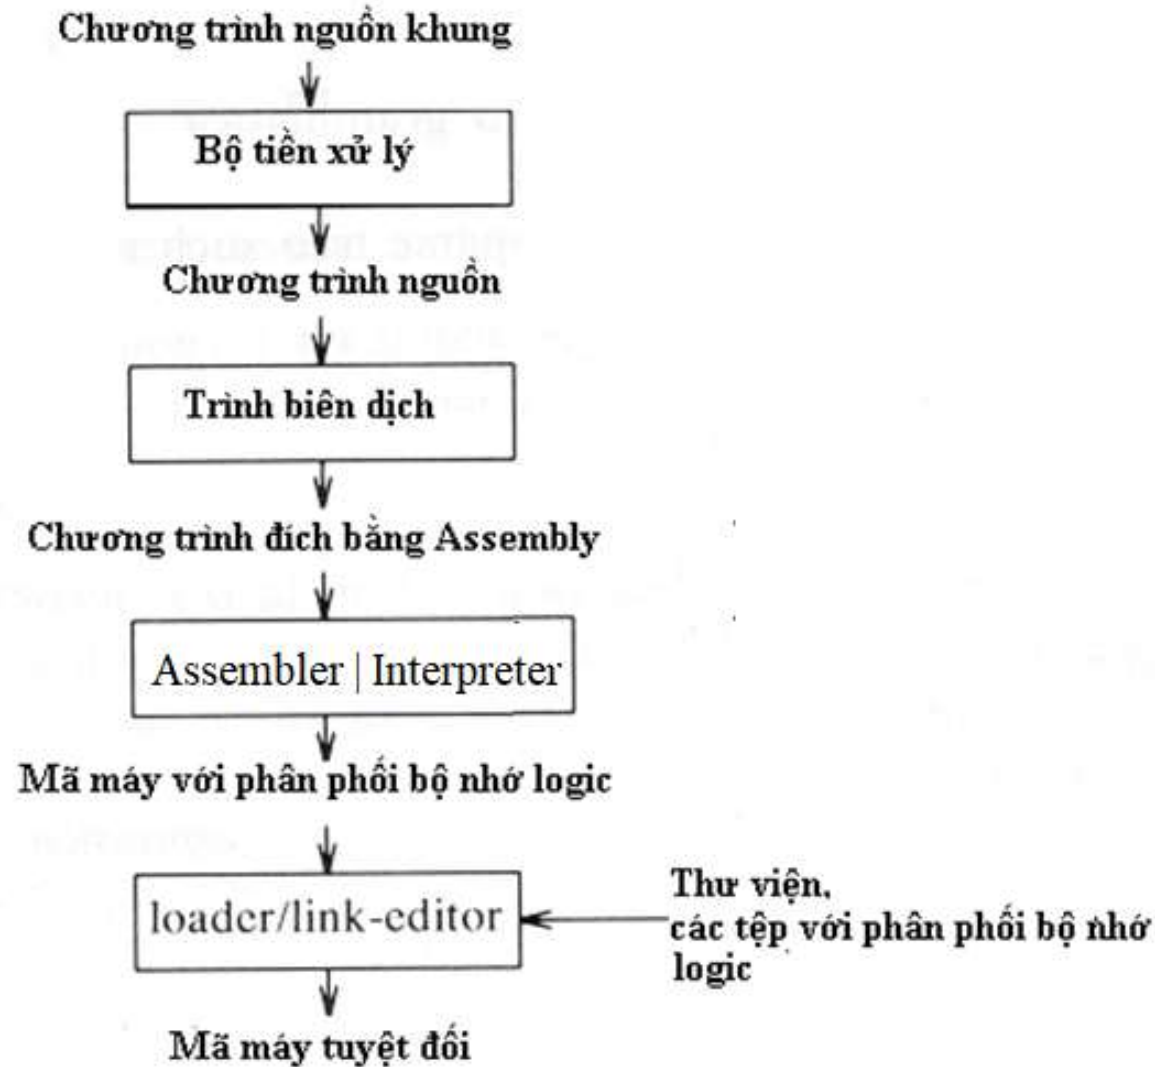 Chương trình nguồn khung
Bộ tiền xử lý
Chương trình nguồn
Trình biên dịch
Chương trình đích bằng Assembly
Assembler | Interpreter
Mã máy với phân phối bộ nhớ logic
loader/link-editor
Thư viện,
các tệp với phân phối bộ nhớ
logic
Mã máy tuyệt đối